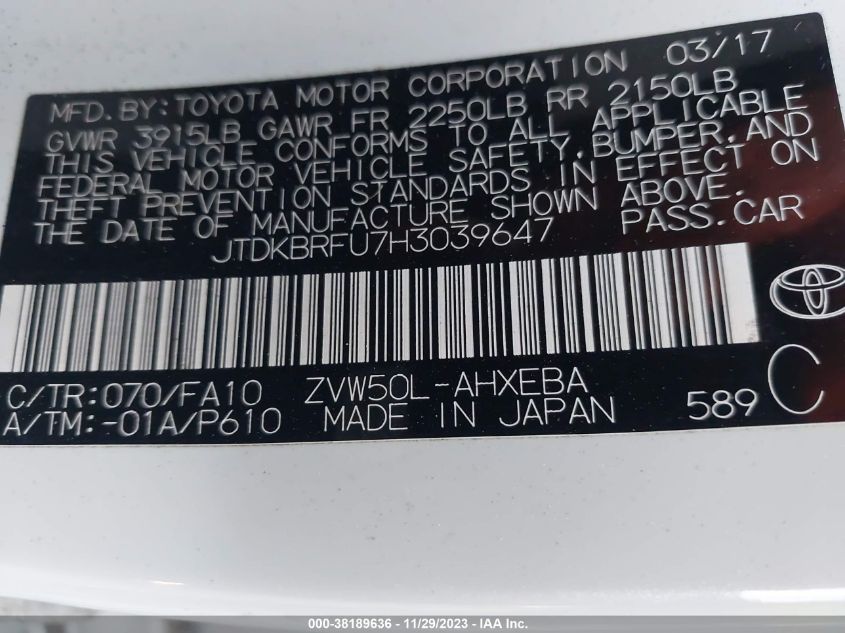 MFD.BY:TOYOTA MOTOR CORPORATION 03/17
GVWR 3915LB GAWR FR 2250LB RR 2150LB
THIS VEHICLE CONFORMS TO ALL APPLICABLE
FEDERAL MOTOR VEHICLE SAFETY,BUMPER,AND
THEFT PREVENTION STANDARDS IN EFFECT ON
THE DATE OF MANUFACTURE SHOWN ABOVE.
JTDKBRFU7H3039647 PASS.CAR
C/TR:070/FA10 ZVW50L-AHXEBA
A/TM:-01A/P610 MADE IN JAPAN 589 C
000-38189636 - 11/29/2023 - IAA Inc.